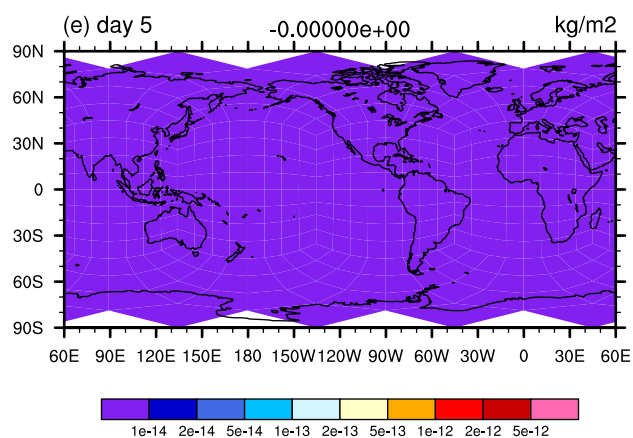 (e) day 5 -0.00000e+00 kg/m2
90N
60N
30N
0
30S
60S
90S
60E 90E 120E 150E 180 150W 120W 90W 60W 30W 0 30E 60E
1e-14 2e-14 5e-14 1e-13 2e-13 5e-13 1e-12 2e-12 5e-12